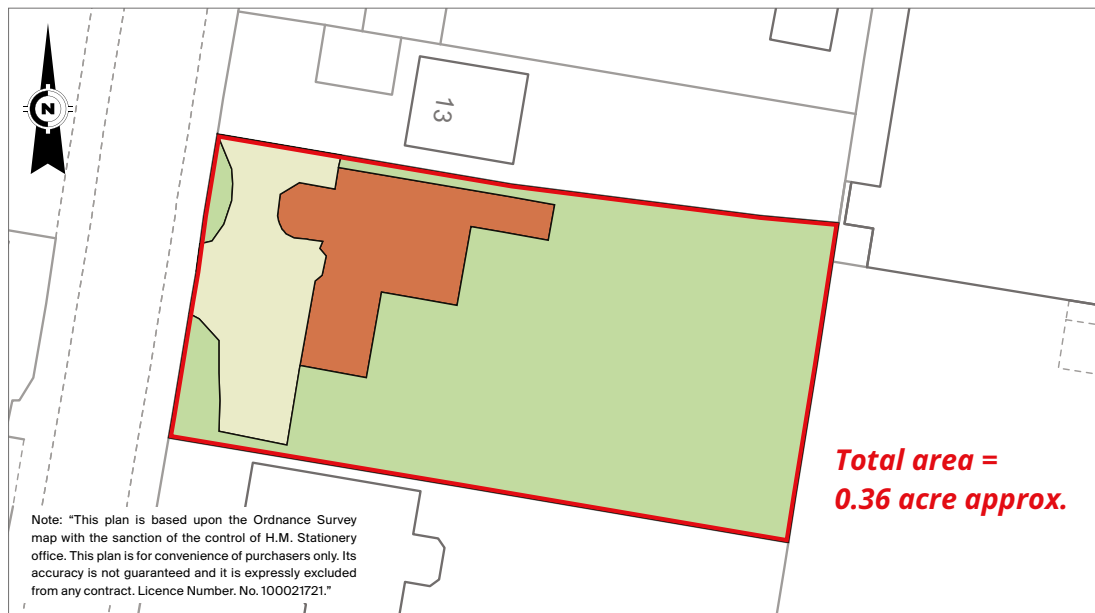 N
13
Total area =
0.36 acre approx.
Note: “This plan is based upon the Ordnance Survey
map with the sanction of the control of H.M. Stationery
office. This plan is for convenience of purchasers only. Its
accuracy is not guaranteed and it is expressly excluded
from any contract. Licence Number. No. 100021721.”